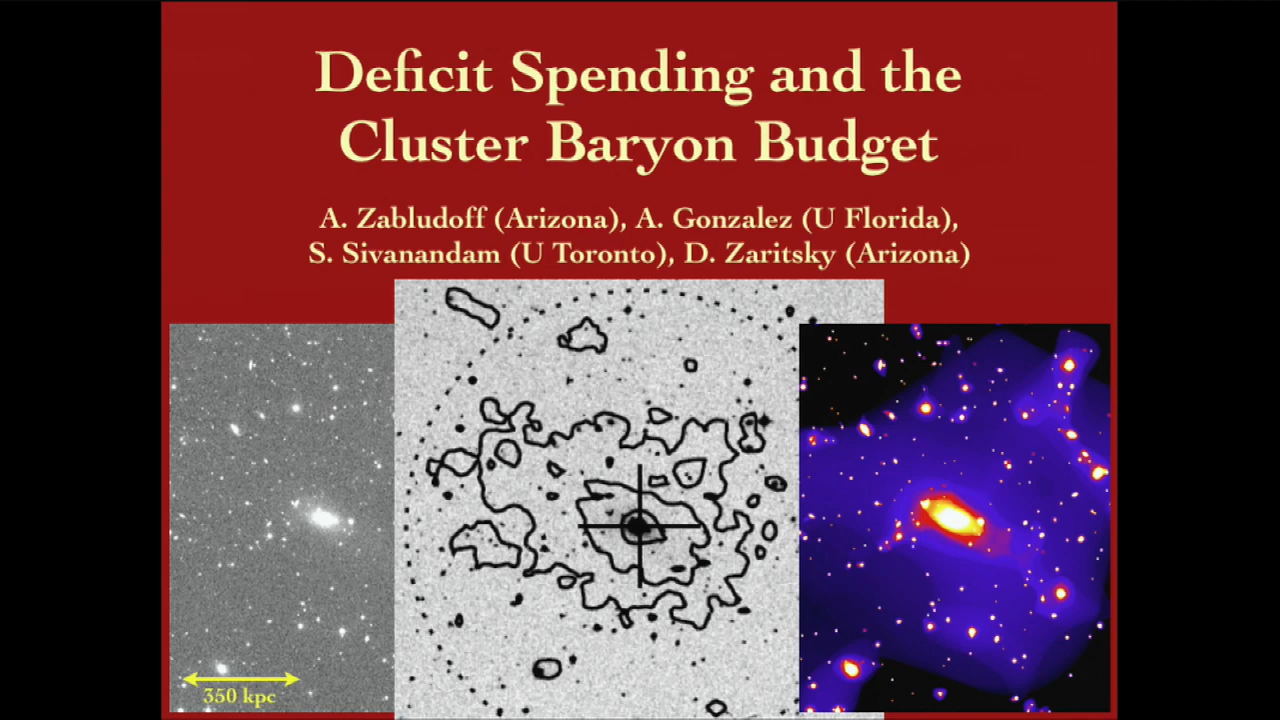 Deficit Spending and the
Cluster Baryon Budget
A. Zabludoff (Arizona), A. Gonzalez (U Florida),
S. Sivanandam (U Toronto), D. Zaritsky (Arizona)
350 kpc